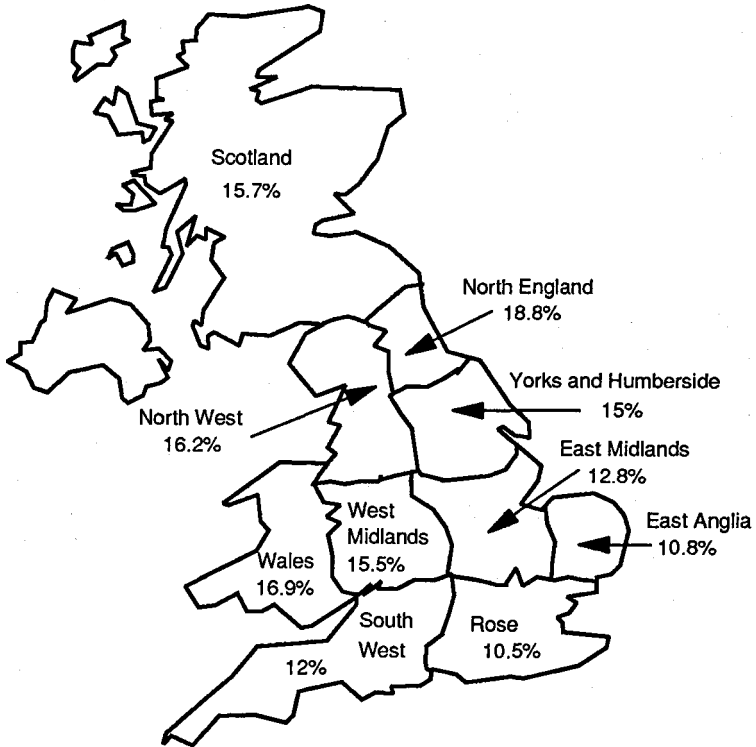 Scotland
15.7%
North England
18.8%
Yorks and Humberside
15%
North West
16.2%
East Midlands
12.8%
West
Midlands
15.5%
East Anglia
10.8%
Wales
16.9%
South
West
12%
Rose
10.5%